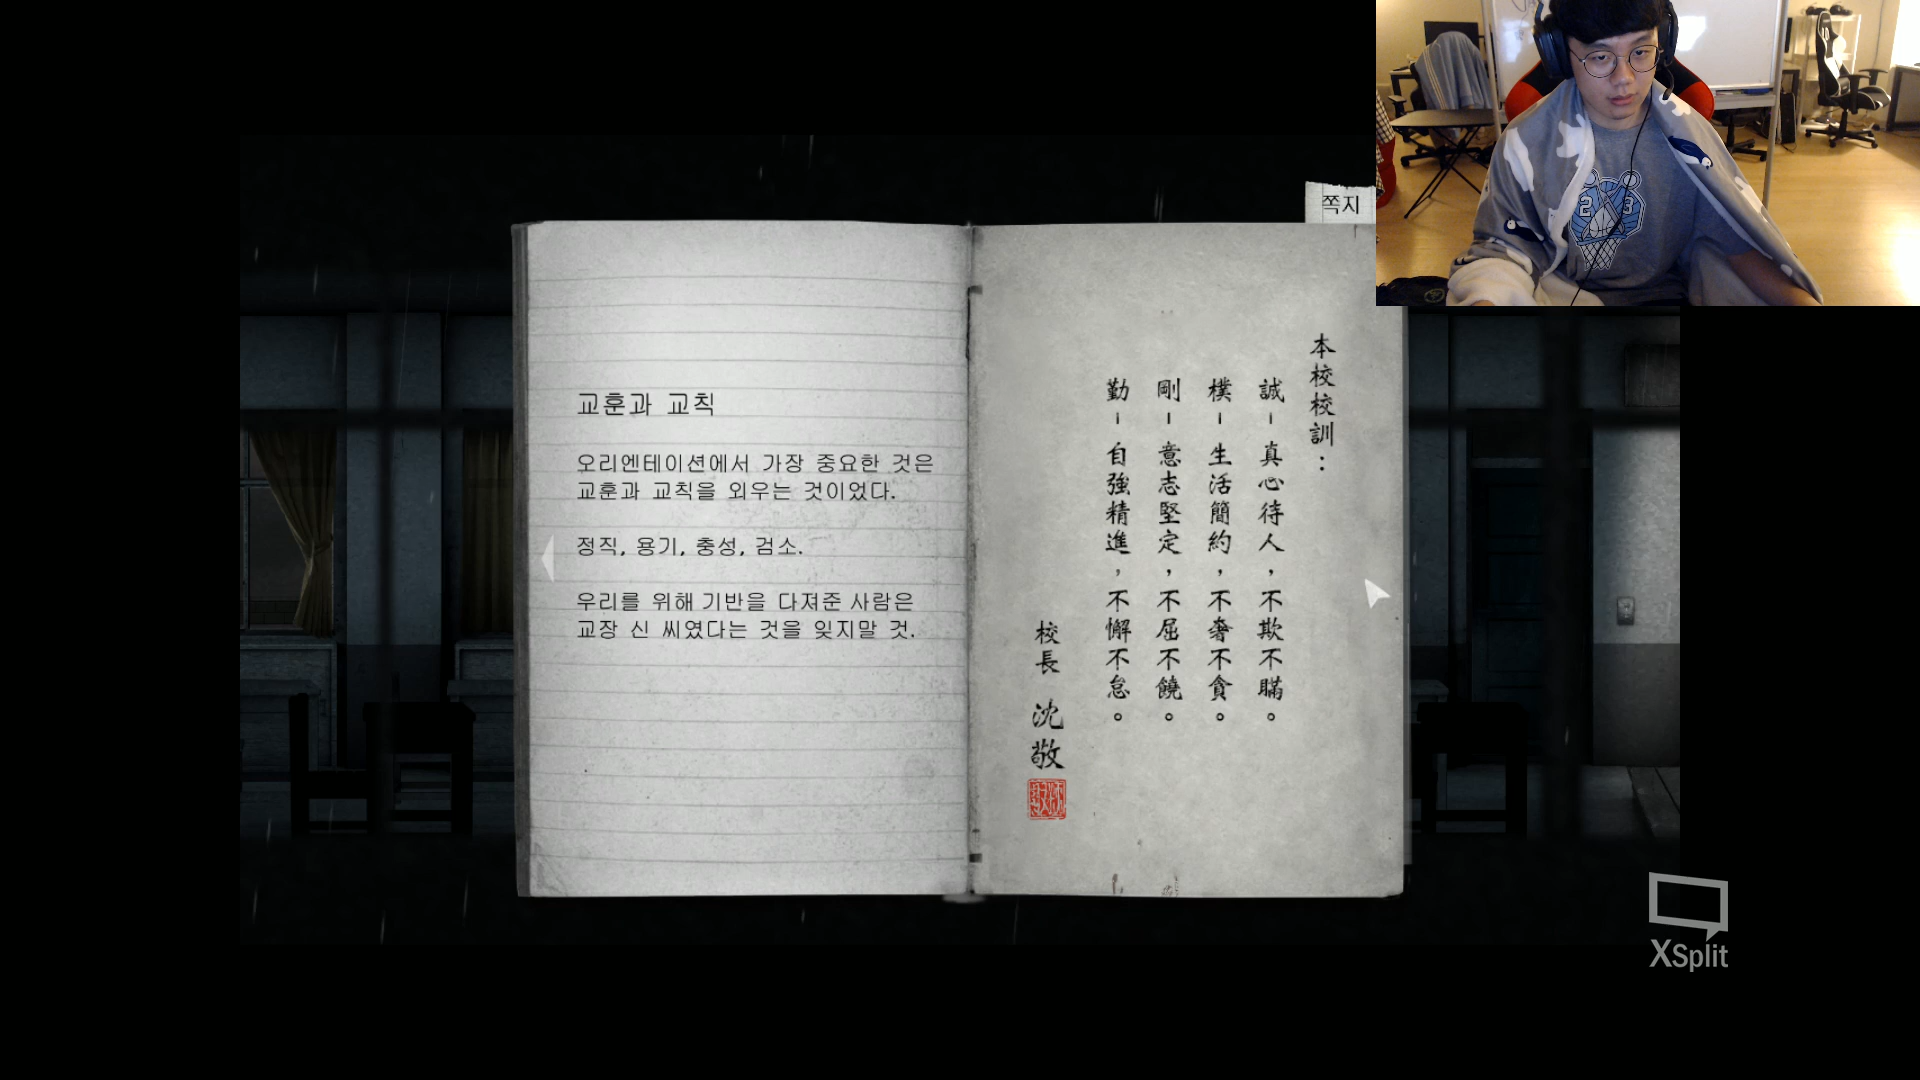 쪽지
교훈과 교칙
오리엔테이션에서 가장 중요한 것은
교훈과 교칙을 외우는 것이었다.
정직, 용기, 충성, 검소.
우리를 위해 기반을 다져준 사람은
교장 신 씨였다는 것을 잊지말 것.
本校校訓：
誠－真心待人，不欺不瞞。
樸－生活簡約，不奢不貪。
剛－意志堅定，不屈不饒。
勤－自強精進，不懈不怠。
校長 沈敬
23
XSplit